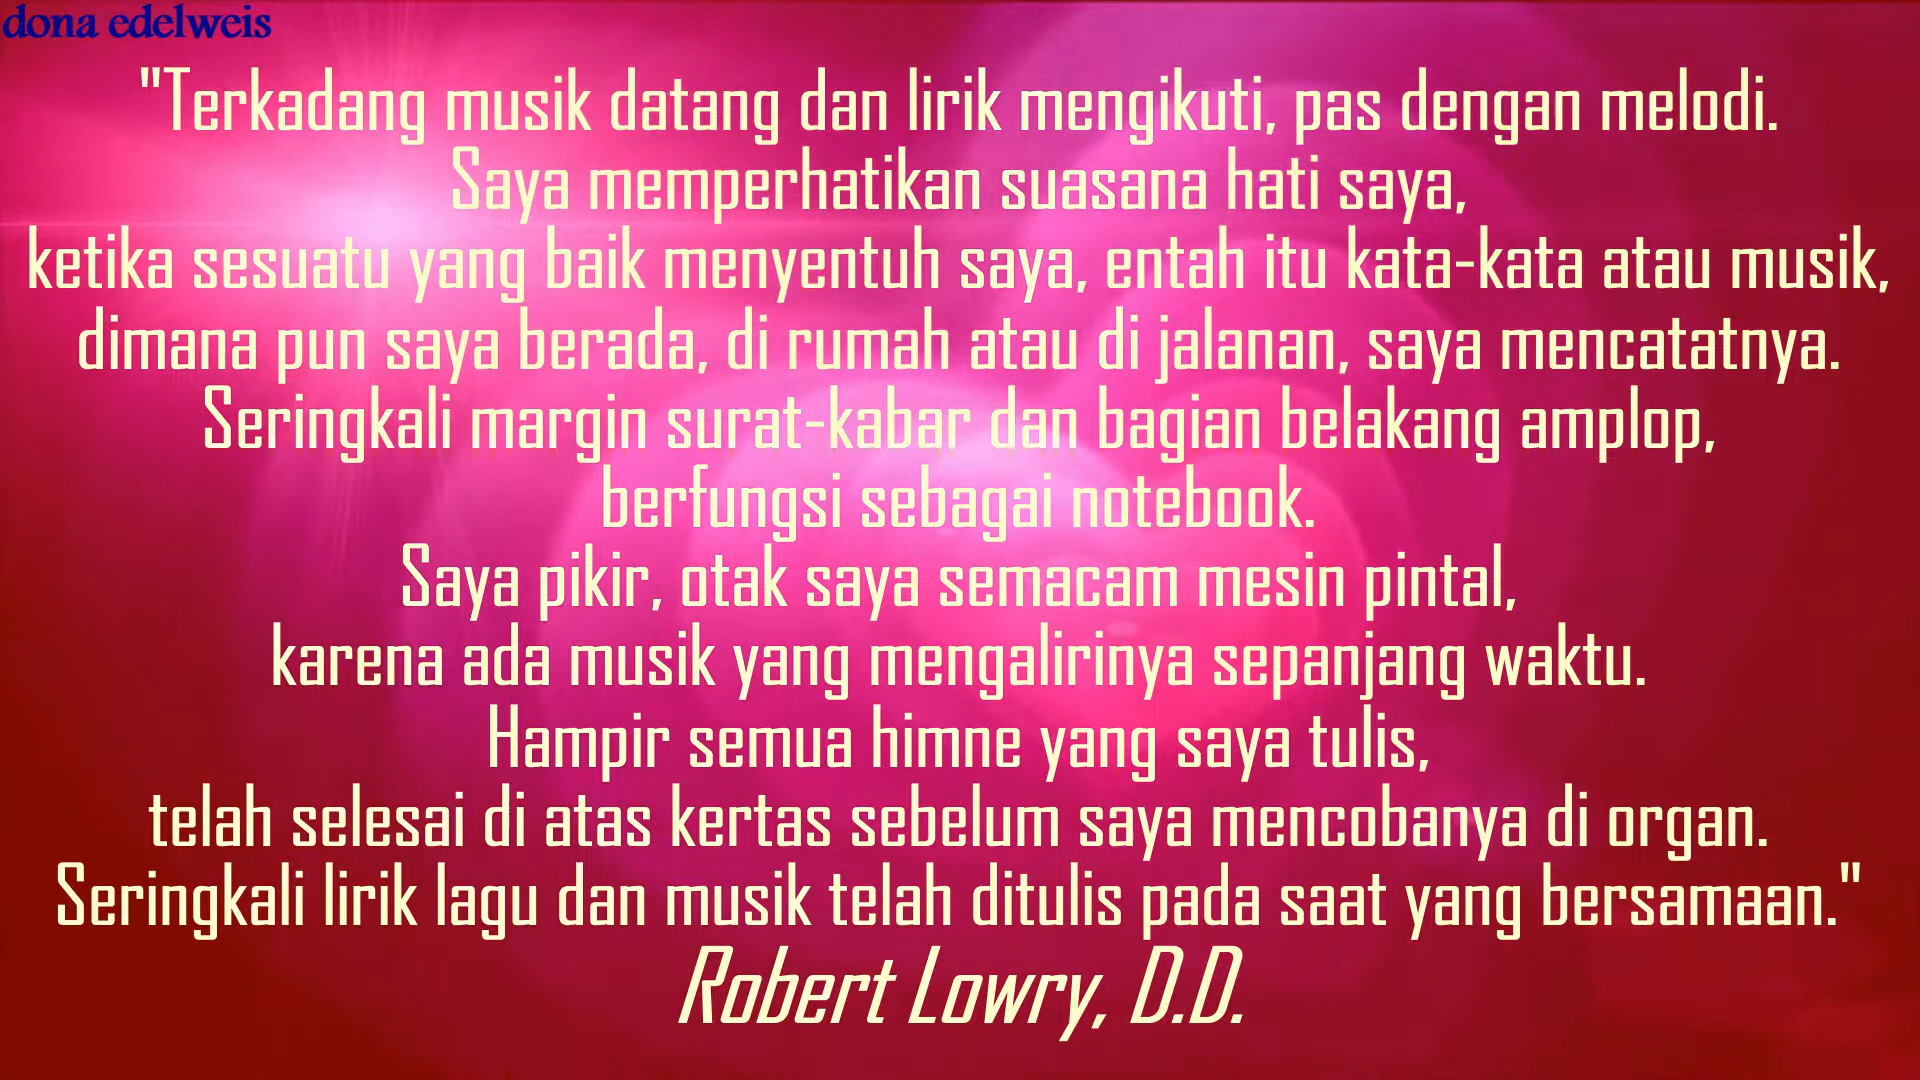 dona edelweis
"Terkadang musik datang dan lirik mengikuti, pas dengan melodi.
Saya memperhatikan suasana hati saya,
ketika sesuatu yang baik menyentuh saya, entah itu kata-kata atau musik,
dimana pun saya berada, di rumah atau di jalanan, saya mencatatnya.
Seringkali margin surat-kabar dan bagian belakang amplop,
berfungsi sebagai notebook.
Saya pikir, otak saya semacam mesin pintal,
karena ada musik yang mengalirinya sepanjang waktu.
Hampir semua himne yang saya tulis,
telah selesai di atas kertas sebelum saya mencobanya di organ.
Seringkali lirik lagu dan musik telah ditulis pada saat yang bersamaan."
Robert Lowry, D.D.